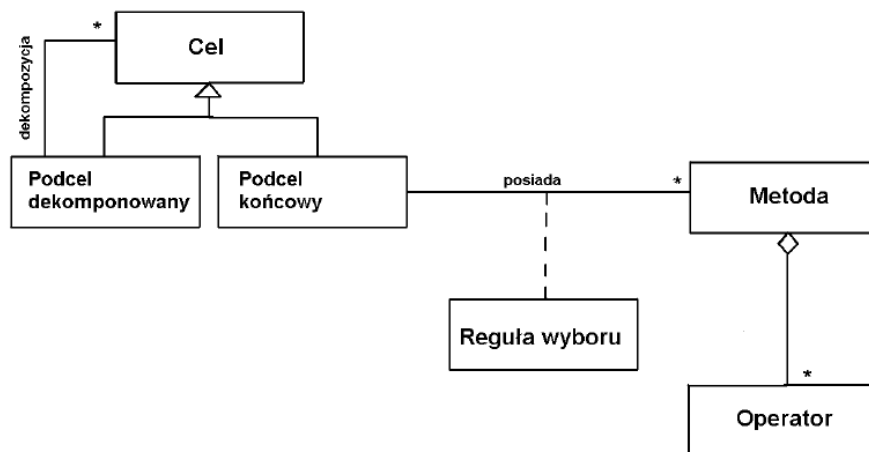 *
Cel
dekompozycja
Podcel
dekomponowany
Podcel
końcowy
posiada
*
Metoda
Reguła wyboru
*
Operator